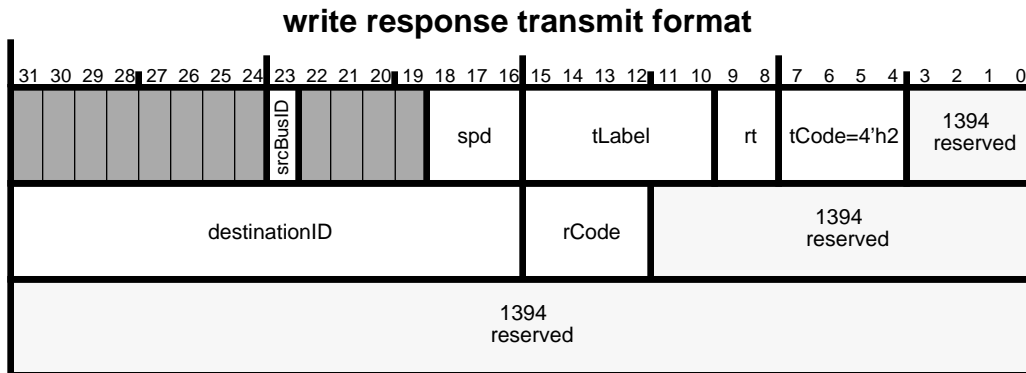 write response transmit format
31 30 29 28 27 26 25 24 23 22 21 20 19 18 17 16 15 14 13 12 11 10 9 8 7 6 5 4 3 2 1 0
srcBusID
spd
tLabel
rt
tCode=4'h2
1394
reserved
destinationID
rCode
1394
reserved
1394
reserved